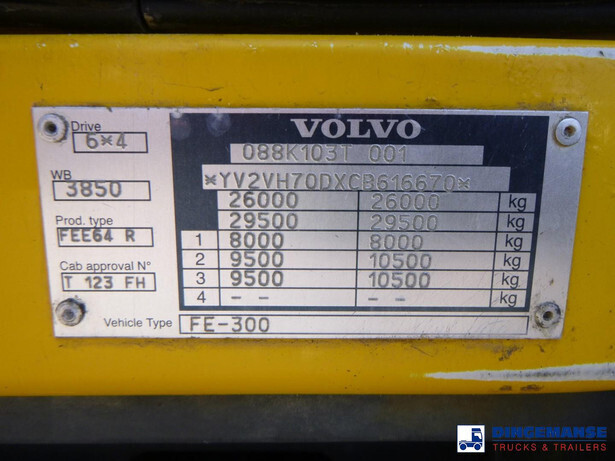 Drive
6*4
WB
3850
Prod. type
FEE64 R
Cab approval N°
T 123 FH
VOLVO
088K103T 001
*YV2VH70DXCB616670*
26000 26000 kg
29500 29500 kg
1 8000 8000 kg
2 9500 10500 kg
3 9500 10500 kg
4 -- -- kg
Vehicle Type FE-300
DINGEMANSE
TRUCKS & TRAILERS